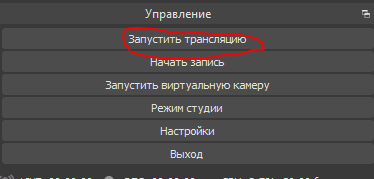 Управление
Запустить трансляцию
Начать запись
Запустить виртуальную камеру
Режим студии
Настройки
Выход